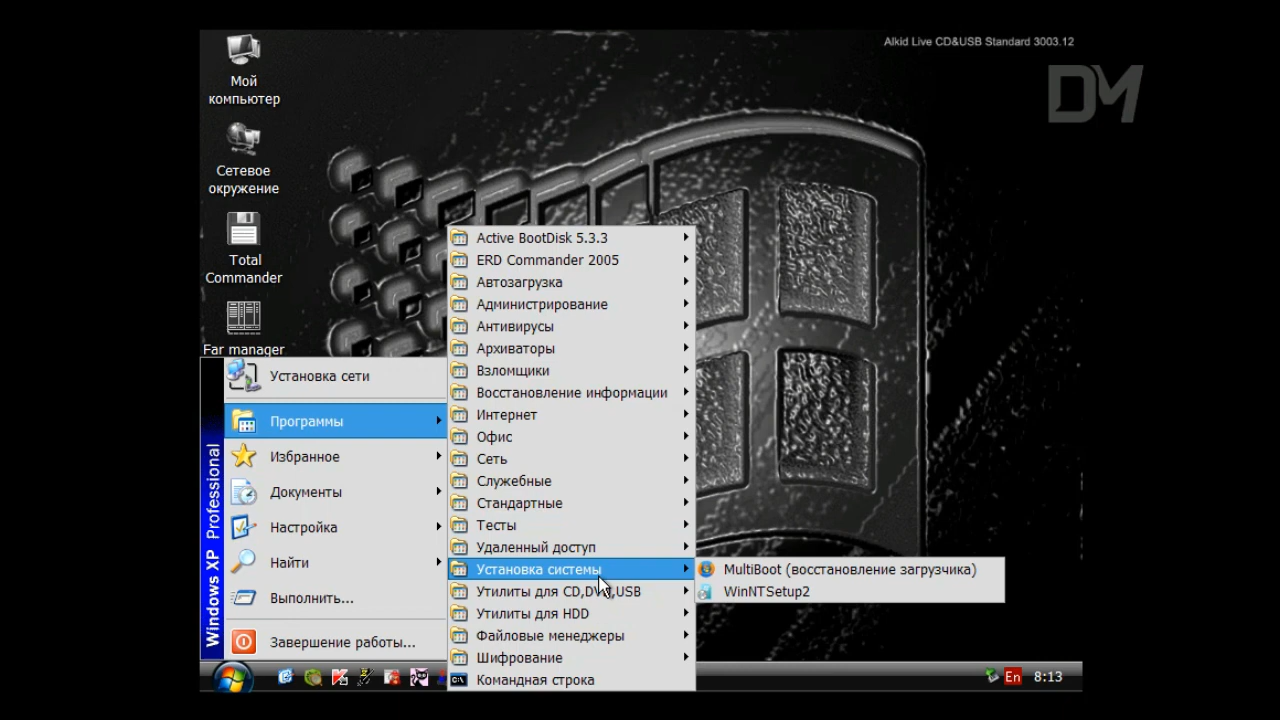 Alkid Live CD&USB Standard 3003.12
DM
Мой
компьютер
Сетевое
окружение
Total
Commander
Far manager
Установка сети
Программы
Избранное
Документы
Настройка
Найти
Выполнить...
Завершение работы...
Windows XP Professional
Active BootDisk 5.3.3
ERD Commander 2005
Автозагрузка
Администрирование
Антивирусы
Архиваторы
Взломщики
Восстановление информации
Интернет
Офис
Сеть
Служебные
Стандартные
Тесты
Удаленный доступ
Установка системы
Утилиты для CD,DVD,USB
Утилиты для HDD
Файловые менеджеры
Шифрование
Командная строка
MultiBoot (восстановление загрузчика)
WinNTSetup2
En
8:13